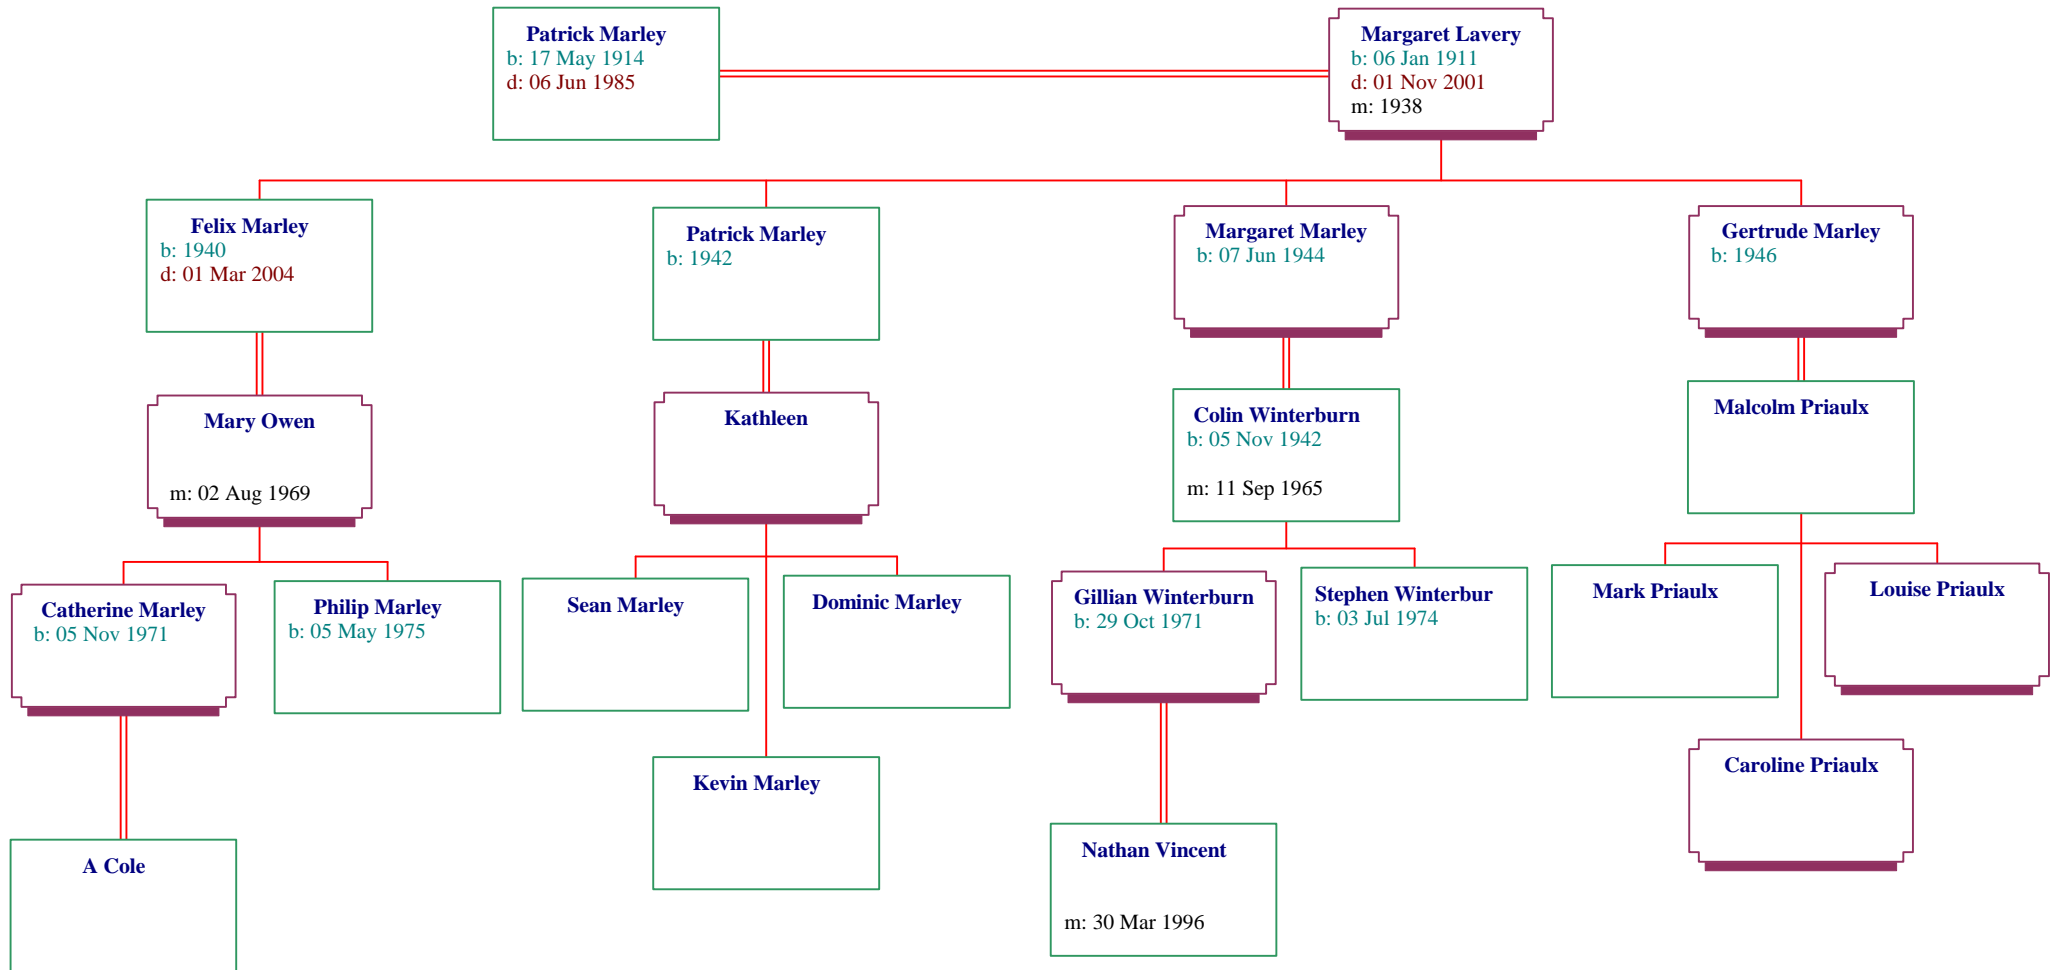 Patrick Marley
b: 17 May 1914
d: 06 Jun 1985
Margaret Lavery
b: 06 Jan 1911
d: 01 Nov 2001
m: 1938
Felix Marley
b: 1940
d: 01 Mar 2004
Patrick Marley
b: 1942
Margaret Marley
b: 07 Jun 1944
Gertrude Marley
b: 1946
Mary Owen
m: 02 Aug 1969
Kathleen
Colin Winterburn
b: 05 Nov 1942
m: 11 Sep 1965
Malcolm Priaulx
Catherine Marley
b: 05 Nov 1971
Philip Marley
b: 05 May 1975
Sean Marley
Dominic Marley
Gillian Winterburn
b: 29 Oct 1971
Stephen Winterbur
b: 03 Jul 1974
Mark Priaulx
Louise Priaulx
Kevin Marley
Caroline Priaulx
A Cole
Nathan Vincent
m: 30 Mar 1996